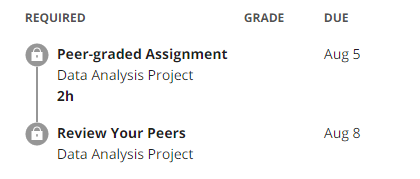 REQUIRED GRADE DUE
Peer-graded Assignment Aug 5
Data Analysis Project
2h
Review Your Peers Aug 8
Data Analysis Project